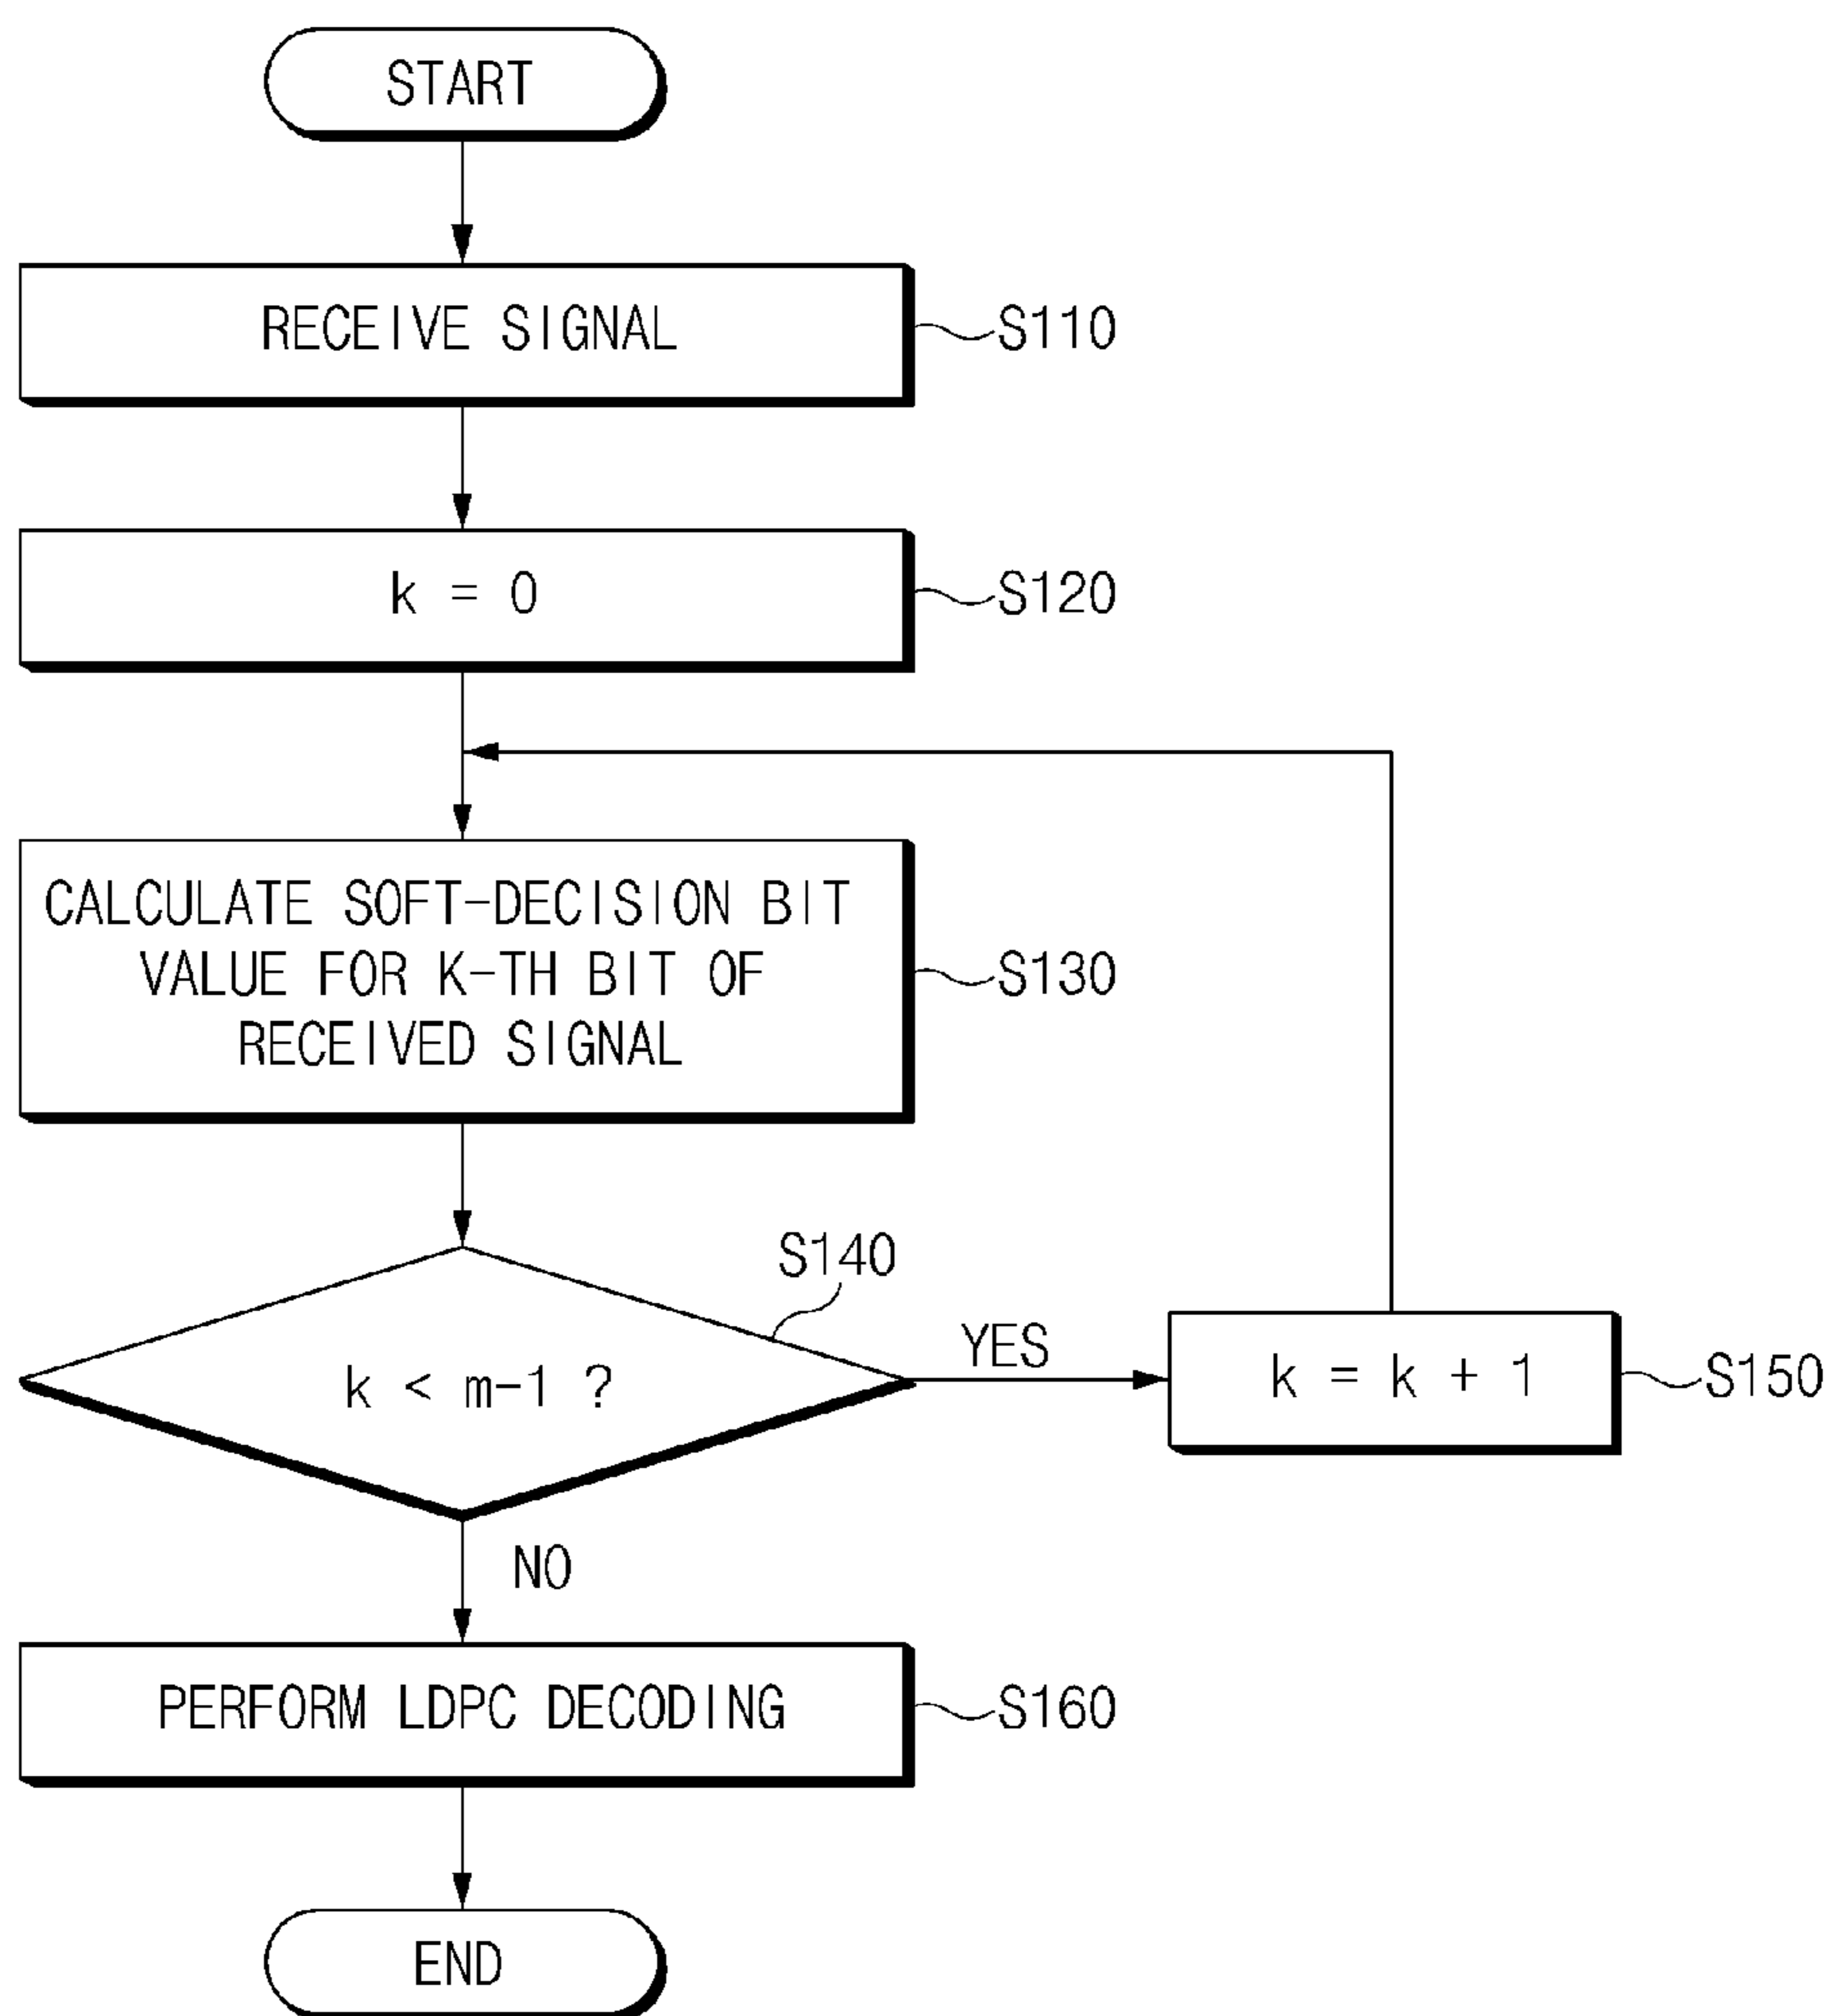 START
RECEIVE SIGNAL
S110
k = 0
S120
CALCULATE SOFT-DECISION BIT
VALUE FOR K-TH BIT OF
RECEIVED SIGNAL
S130
S140
k < m-1 ?
YES
k = k + 1
S150
NO
PERFORM LDPC DECODING
S160
END